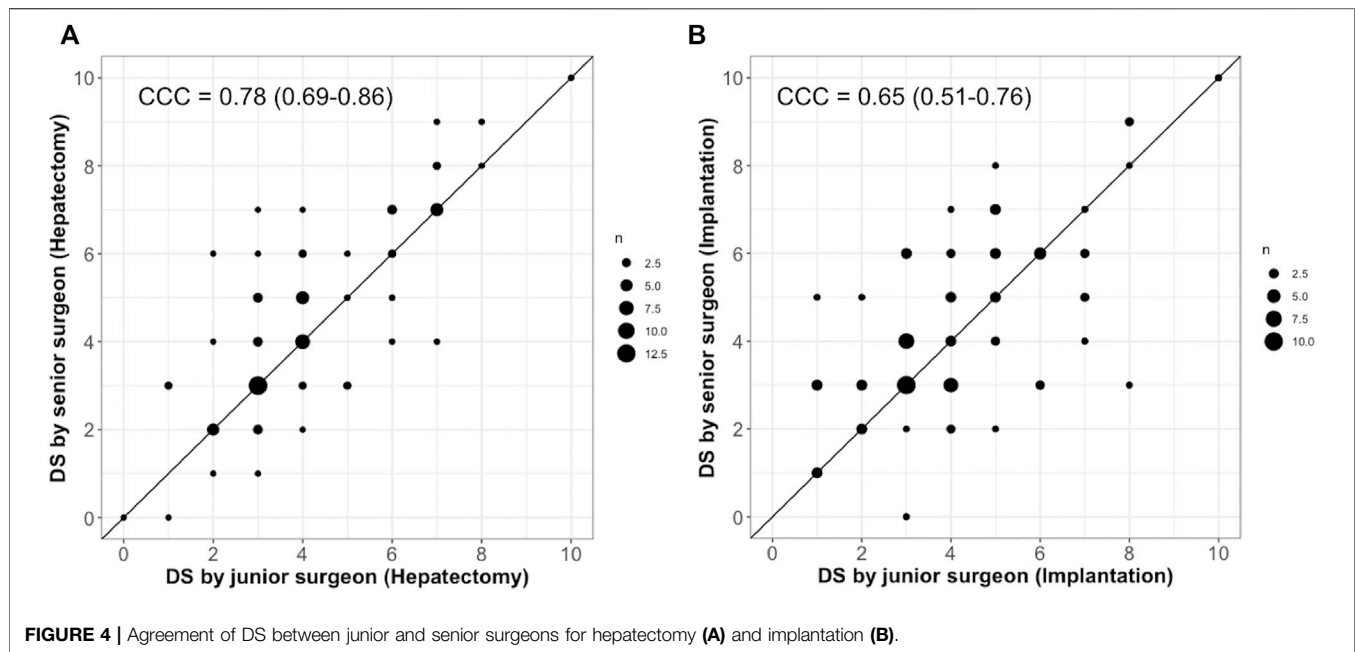 A
CCC = 0.78 (0.69-0.86)
DS by senior surgeon (Hepatectomy)
10
8
6
4
2
0
0 2 4 6 8 10
DS by junior surgeon (Hepatectomy)
n
2.5
5.0
7.5
10.0
12.5
B
CCC = 0.65 (0.51-0.76)
DS by senior surgeon (Implantation)
10
8
6
4
2
0
0 2 4 6 8 10
DS by junior surgeon (Implantation)
n
2.5
5.0
7.5
10.0
FIGURE 4 | Agreement of DS between junior and senior surgeons for hepatectomy (A) and implantation (B).